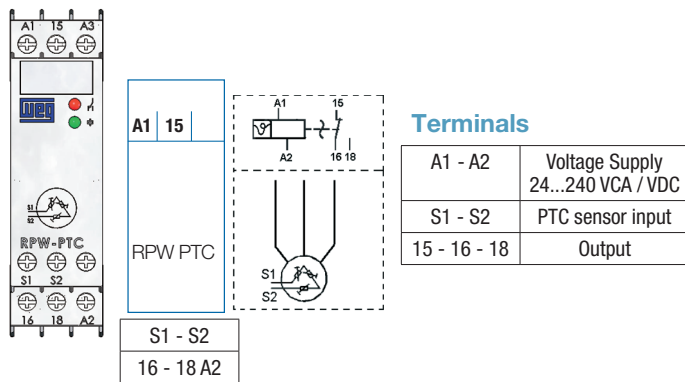 A1 15 A3
WEG
S1
S2
RPW-PTC
S1 S2
16 18 A2
A1 15
RPW PTC
S1 - S2
16 - 18 A2
A1 15
A2 16 18
S1
S2
Terminals
A1 - A2 Voltage Supply
24...240 VCA / VDC
S1 - S2 PTC sensor input
15 - 16 - 18 Output